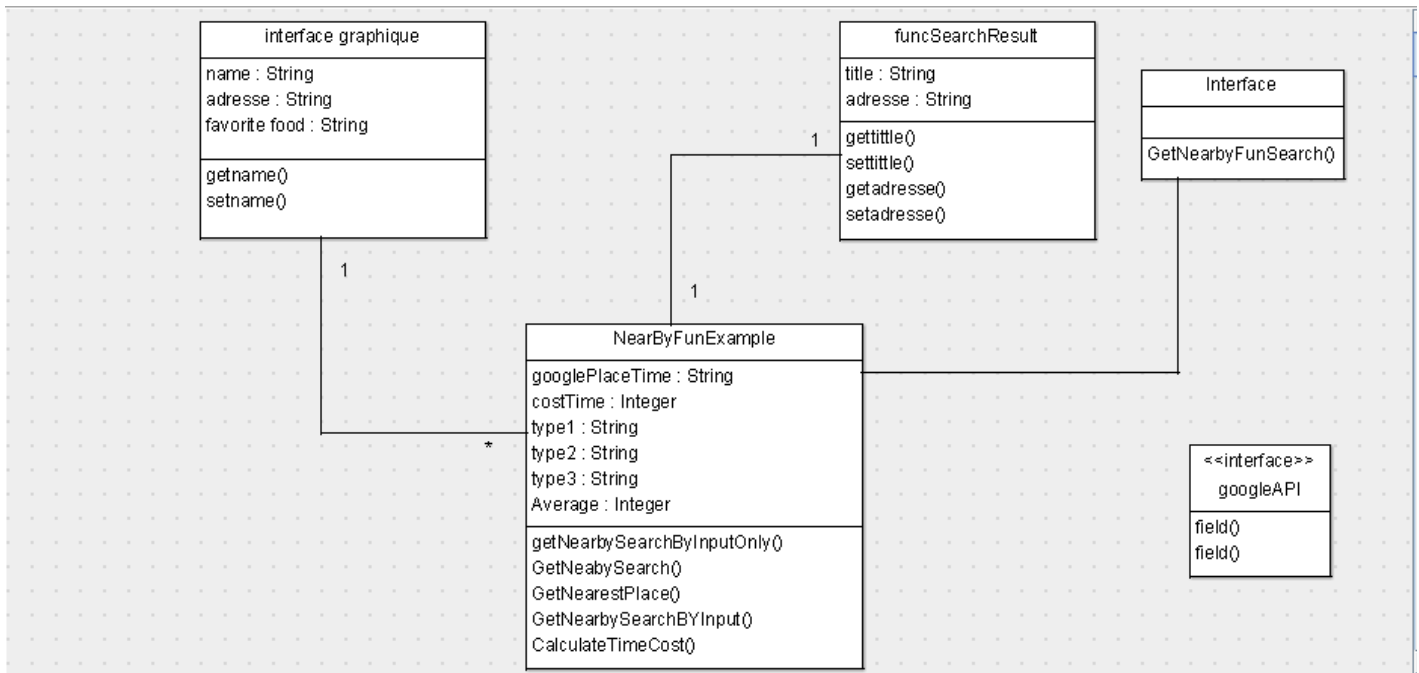 interface graphique
name : String
adresse : String
favorite food : String
getname()
setname()
1
*
funcSearchResult
title : String
adresse : String
gettittle()
settittle()
getadresse()
setadresse()
1
1
Interface
GetNearbyFunSearch()
NearByFunExample
googlePlaceTime : String
costTime : Integer
type1 : String
type2 : String
type3 : String
Average : Integer
getNearbySearchByInputOnly()
GetNeabySearch()
GetNearestPlace()
GetNearbySearchBYInput()
CalculateTimeCost()
<<interface>>
googleAPI
field()
field()